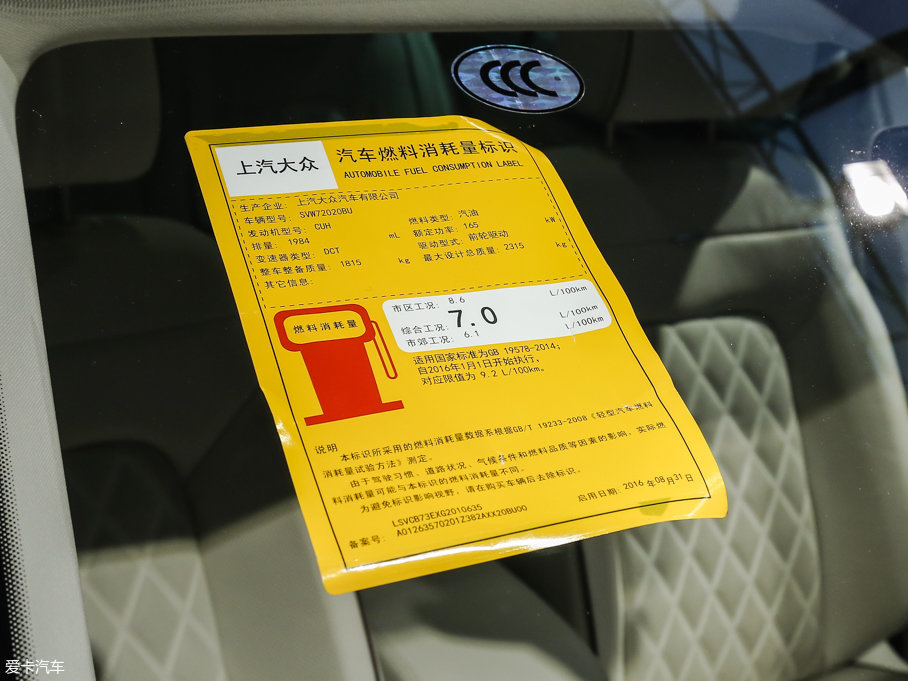 CCC
上汽大众
汽车燃料消耗量标识
AUTOMOBILE FUEL CONSUMPTION LABEL
生产企业: 上汽大众汽车有限公司
车辆型号: SVW72020BU
发动机型号: CUH 燃料类型: 汽油
排量: 1984 mL 额定功率: 165 kW
变速器类型: DCT 驱动型式: 前轮驱动
整车整备质量: 1815 kg 最大设计总质量: 2315 kg
其它信息:
燃料消耗量
市区工况: 8.6 L/100km
综合工况: 7.0 L/100km
市郊工况: 6.1 L/100km
适用国家标准为GB 19578-2014;
自2016年1月1日开始执行,
对应限值为 9.2 L/100km。
说明
本标识所采用的燃料消耗量数据系根据GB/T 19233-2008《轻型汽车燃料
消耗量试验方法》测定。
由于驾驶习惯、道路状况、气候条件和燃料品质等因素的影响,实际燃
料消耗量可能与本标识的燃料消耗量不同。
为避免标识影响视野,请在购买车辆后去除标识。
启用日期: 2016 年08月31 日
LSVCB73EXG2010635
备案号: A01263570201Z382AXX20BU00
爱卡汽车